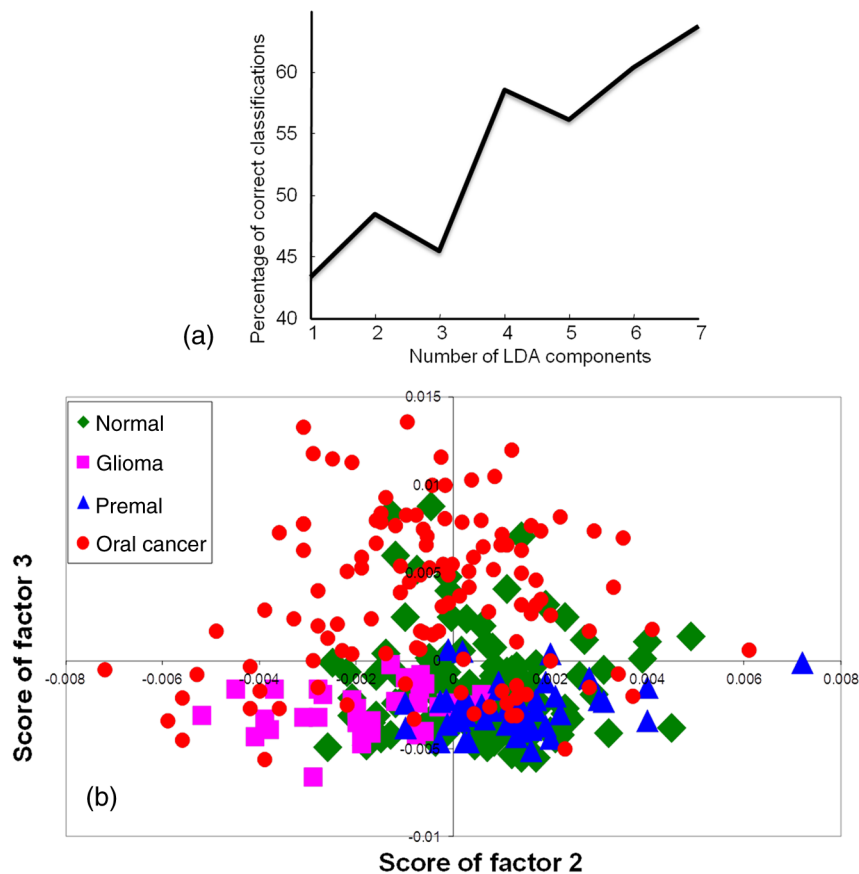 Percentage of correct classifications
60
55
50
45
40
1 2 3 4 5 6 7
Number of LDA components
(a)
Normal
Glioma
Premal
Oral cancer
0.015
0.010
0.005
0
-0.005
-0.01
-0.008 -0.006 -0.004 -0.002 0 0.002 0.004 0.006 0.008
Score of factor 3
(b)
Score of factor 2